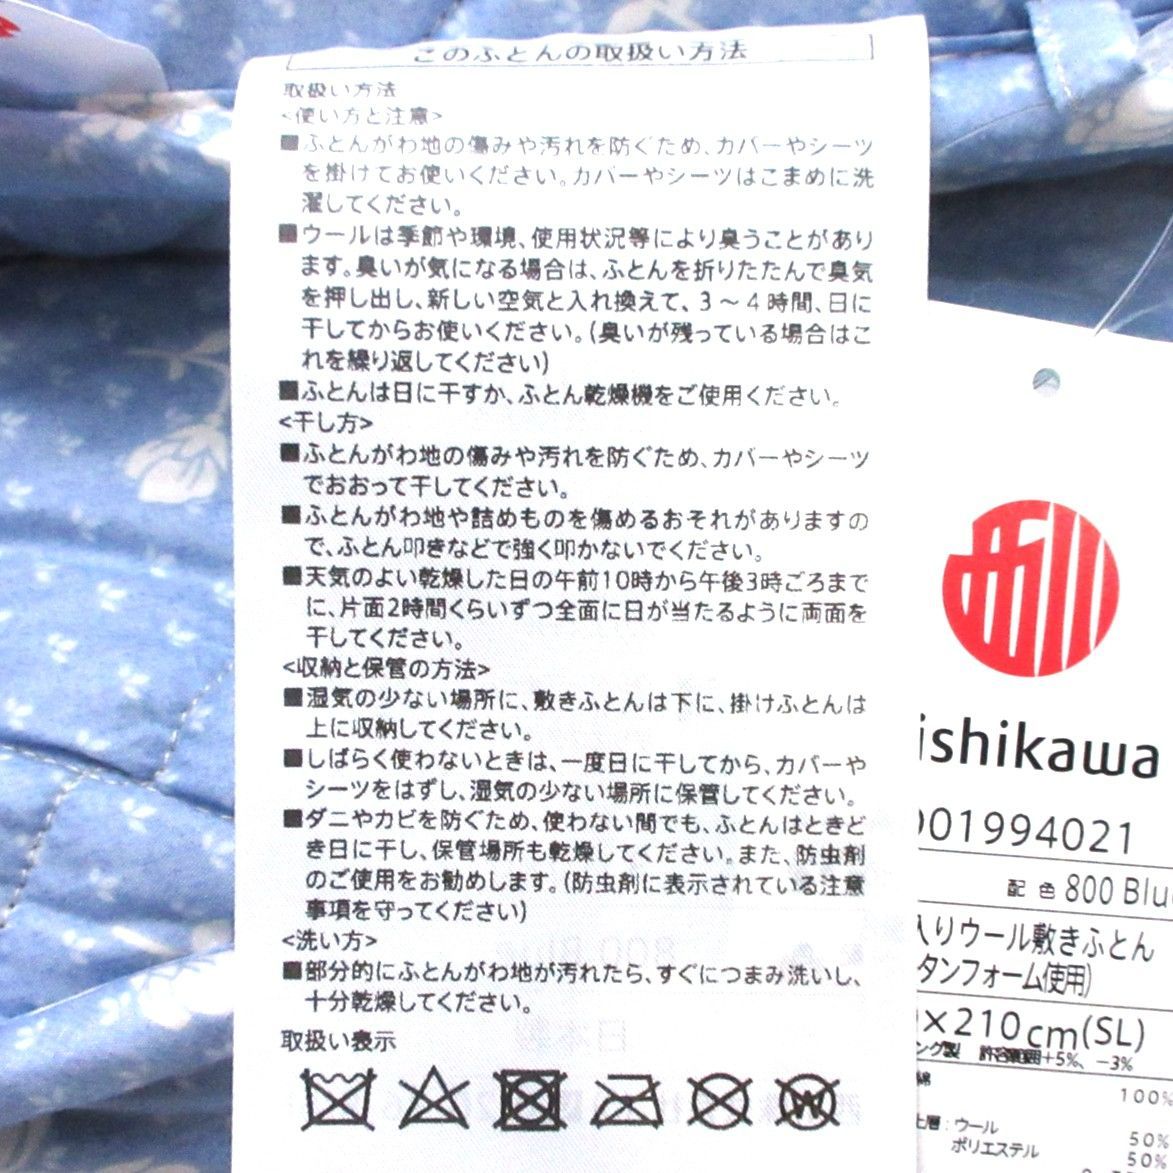 このふとんの取扱い方法
取扱い方法
<使い方と注意>
■ふとんがわ地の傷みや汚れを防ぐため、カバーやシーツ
を掛けてお使いください。カバーやシーツはこまめに洗
濯してください。
■ウールは季節や環境、使用状況等により臭うことがあり
ます。臭いが気になる場合は、ふとんを折りたたんで臭気
を押し出し、新しい空気と入れ換えて、3～4時間、日に
干してからお使いください。(臭いが残っている場合はこ
れを繰り返してください)
■ふとんは日に干すか、ふとん乾燥機をご使用ください。
<干し方>
■ふとんがわ地の傷みや汚れを防ぐため、カバーやシーツ
でおおって干してください。
■ふとんがわ地や詰めものを傷めるおそれがありますの
で、ふとん叩きなどで強く叩かないでください。
■天気のよい乾燥した日の午前10時から午後3時ごろまで
に、片面2時間くらいずつ全面に日が当たるように両面を
干してください。
<収納と保管の方法>
■湿気の少ない場所に、敷きふとんは下に、掛けふとんは
上に収納してください。
■しばらく使わないときは、一度日に干してから、カバーや
シーツをはずし、湿気の少ない場所に保管してください。
■ダニやカビを防ぐため、使わない間でも、ふとんはときど
き日に干し、保管場所も乾燥してください。また、防虫剤
のご使用をお勧めします。(防虫剤に表示されている注意
事項を守ってください)
<洗い方>
■部分的にふとんがわ地が汚れたら、すぐにつまみ洗いし、
十分乾燥してください。
取扱い表示
W
ishikawa
01994021
配色 800 Blu
入りウール敷きふとん
タンフォーム使用)
×210cm(SL)
ング製 許容範囲+5%、-3%
綿
100%
上層:ウール 50%
ポリエステル 50%